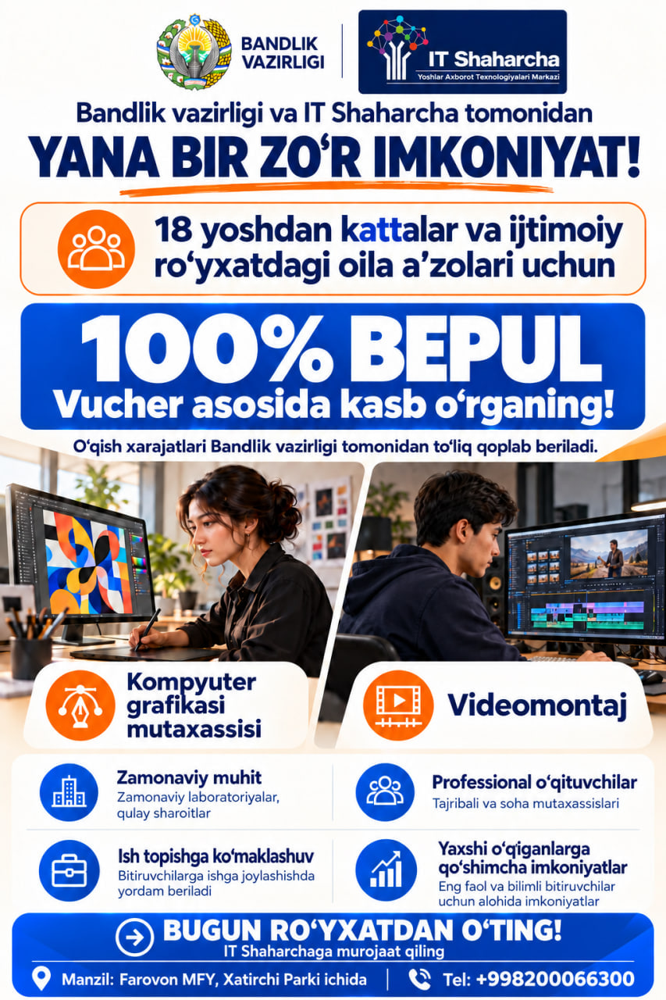 BANDLIK
VAZIRLIGI
IT Shaharcha
Yoshlar Axborot Texnologiyalari Markazi
Bandlik vazirligi va IT Shaharcha tomonidan
YANA BIR ZO‘R IMKONIYAT!
18 yoshdan kattalar va ijtimoiy
ro‘yxatdagi oila a’zolari uchun
100% BEPUL
Vucher asosida kasb o‘rganing!
O‘qish xarajatlari Bandlik vazirligi tomonidan to‘liq qoplab beriladi.
Kompyuter
grafikasi
mutaxassisi
Videomontaj
Zamonaviy muhit
Zamonaviy laboratoriyalar,
qulay sharoitlar
Professional o‘qituvchilar
Tajribali va soha mutaxassislari
Ish topishga ko‘maklashuv
Bitiruvchilarga ishga joylashishda
yordam beriladi
Yaxshi o‘qiganlarga
qo‘shimcha imkoniyatlar
Eng faol va bilimli bitiruvchilar
uchun alohida imkoniyatlar
BUGUN RO‘YXATDAN O‘TING!
IT Shaharchaga murojaat qiling
Manzil: Farovon MFY, Xatirchi Parki ichida
Tel: +998200066300